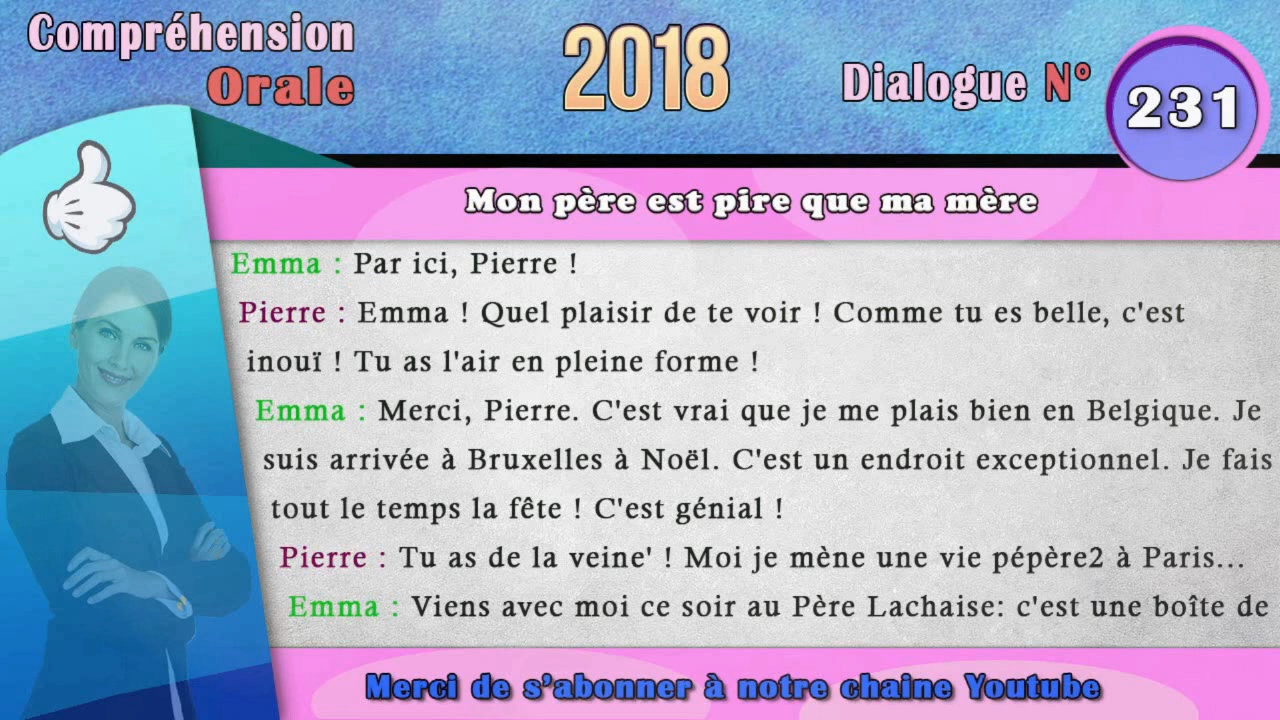 Compréhension
Orale
2018
Dialogue N°
231
Mon père est pire que ma mère
Emma : Par ici, Pierre !
Pierre : Emma ! Quel plaisir de te voir ! Comme tu es belle, c'est
inouï ! Tu as l'air en pleine forme !
Emma : Merci, Pierre. C'est vrai que je me plais bien en Belgique. Je
suis arrivée à Bruxelles à Noël. C'est un endroit exceptionnel. Je fais
tout le temps la fête ! C'est génial !
Pierre : Tu as de la veine' ! Moi je mène une vie pépère2 à Paris...
Emma : Viens avec moi ce soir au Père Lachaise: c'est une boîte de
Merci de s'abonner à notre chaine Youtube